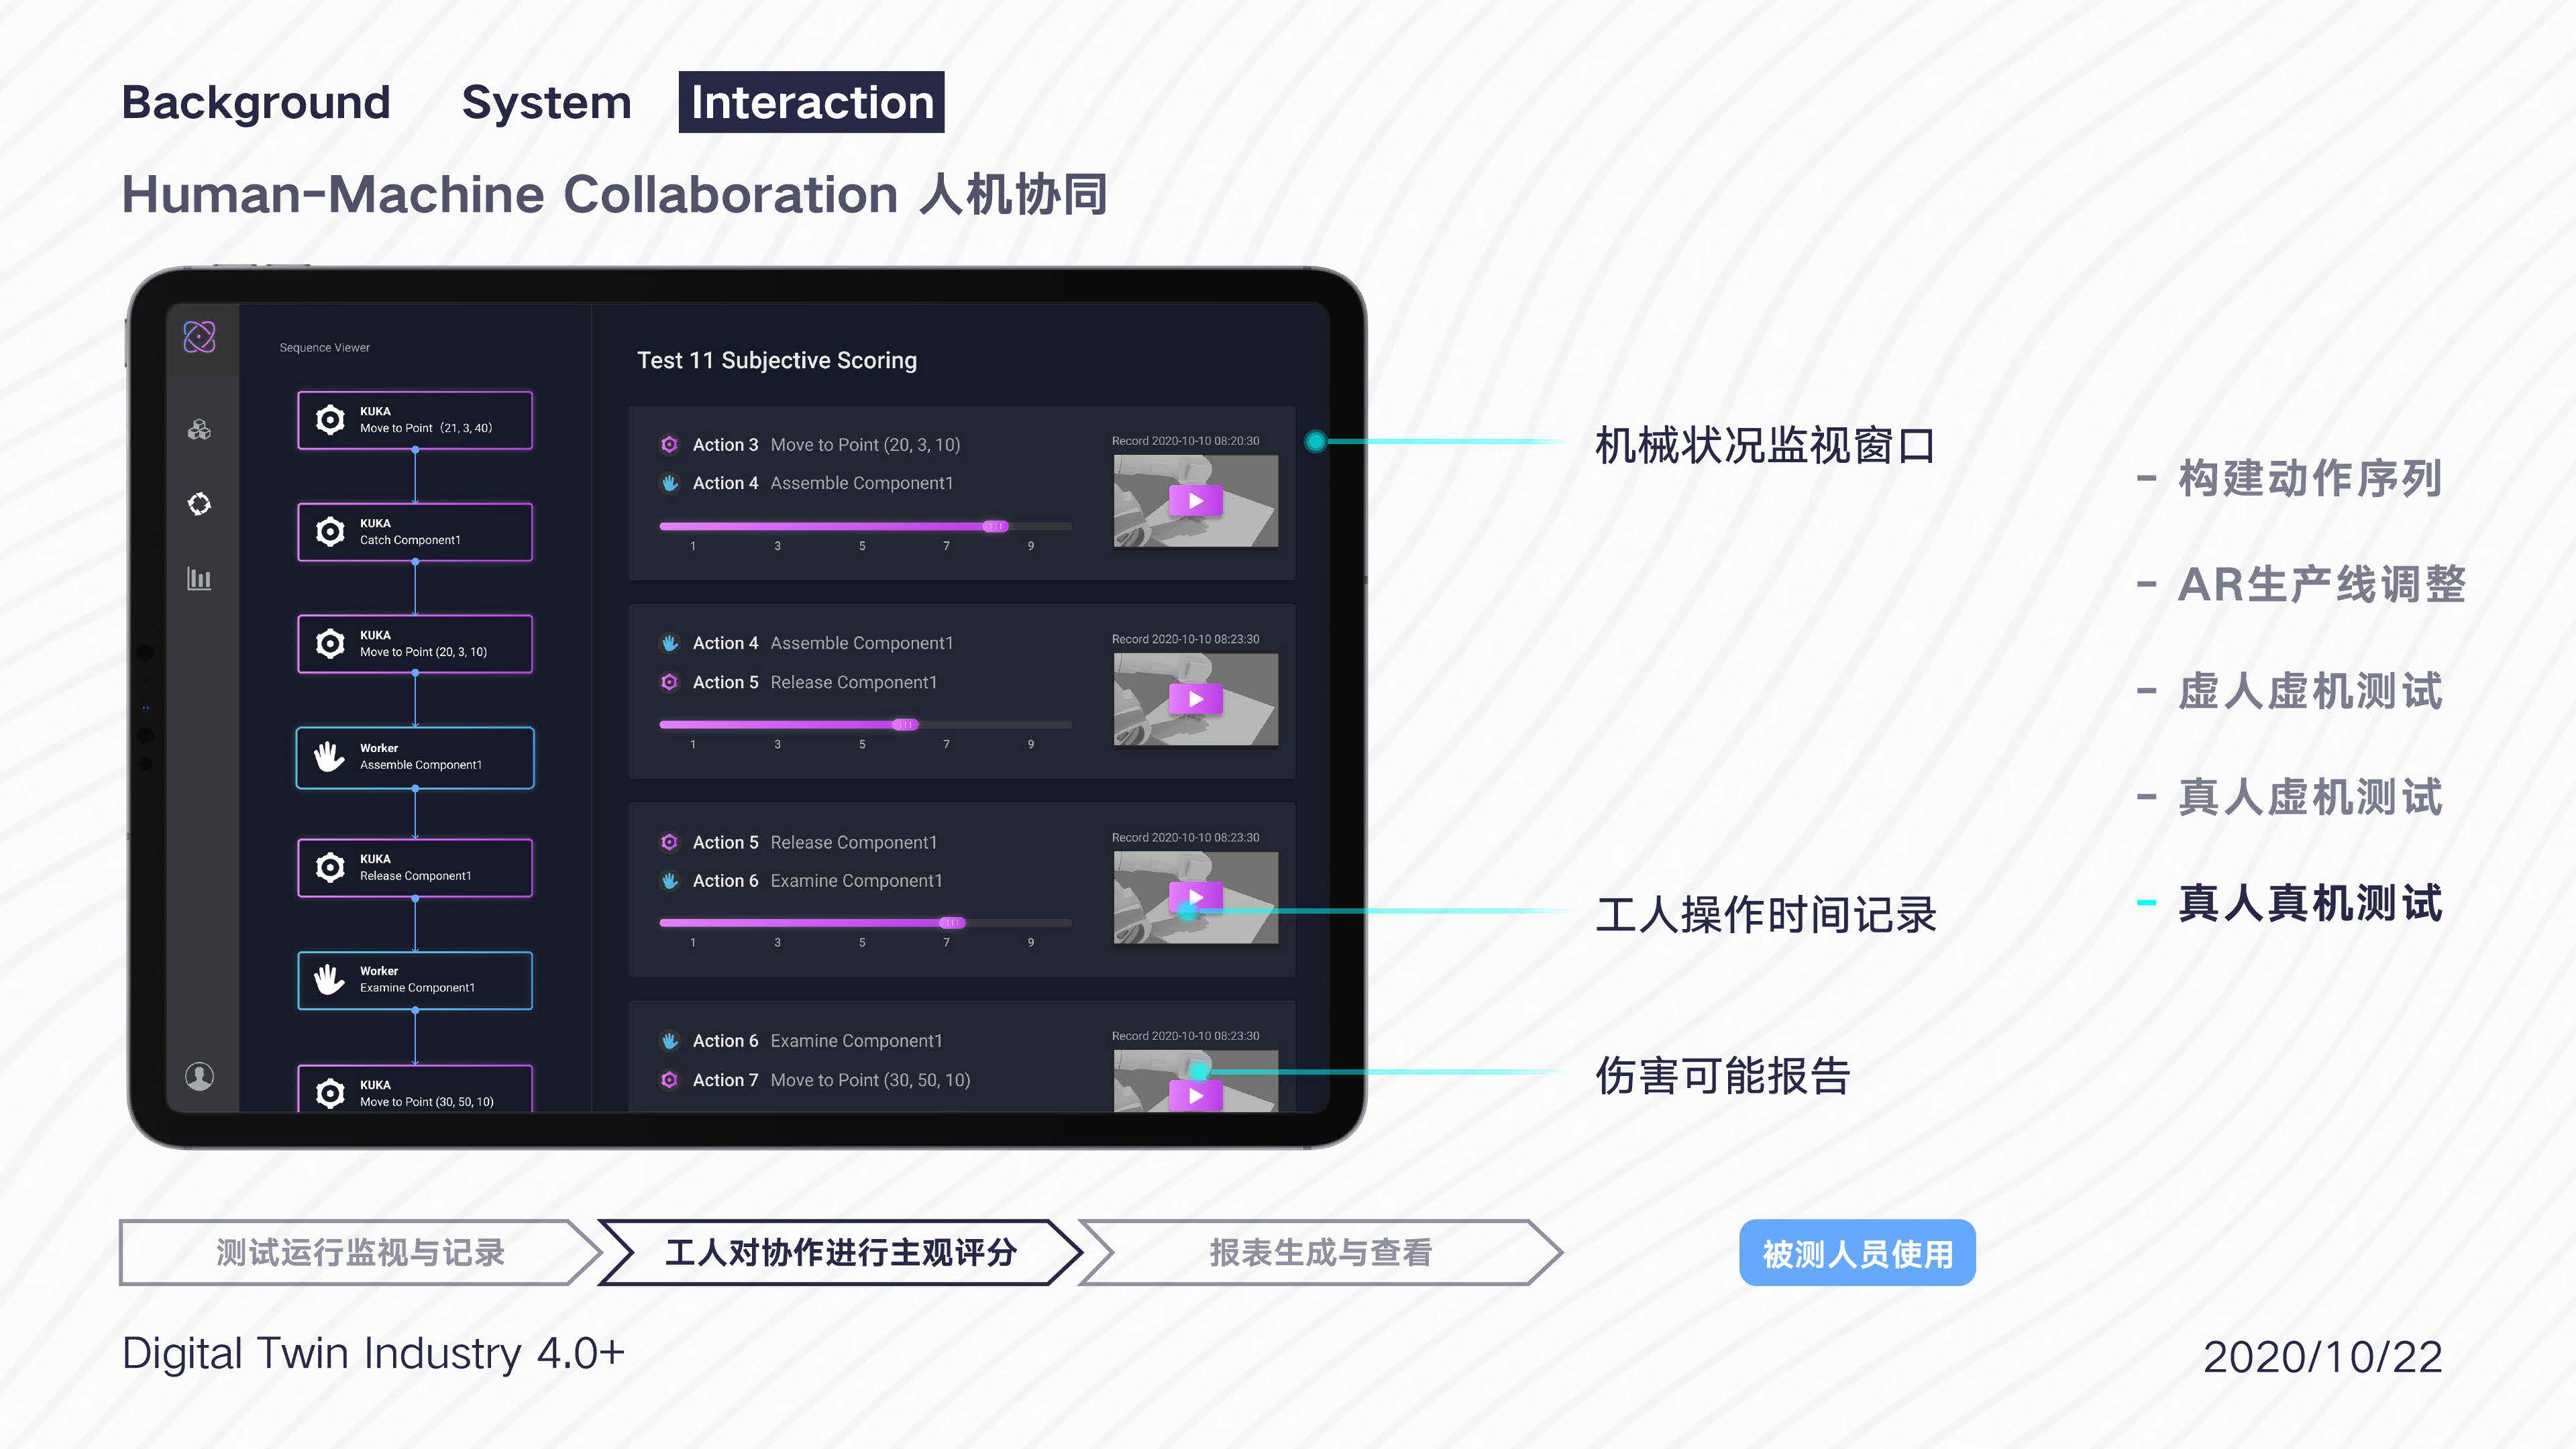 Background System Interaction
Human-Machine Collaboration 人机协同
Sequence Viewer
KUKA
Move to Point（21, 3, 40）
KUKA
Catch Component1
KUKA
Move to Point (20, 3, 10)
Worker
Assemble Component1
KUKA
Release Component1
Worker
Examine Component1
KUKA
Move to Point (30, 50, 10)
Test 11 Subjective Scoring
Action 3 Move to Point (20, 3, 10)
Action 4 Assemble Component1
1 3 5 7 9
Record 2020-10-10 08:20:30
Action 4 Assemble Component1
Action 5 Release Component1
1 3 5 7 9
Record 2020-10-10 08:23:30
Action 5 Release Component1
Action 6 Examine Component1
1 3 5 7 9
Record 2020-10-10 08:23:30
Action 6 Examine Component1
Action 7 Move to Point (30, 50, 10)
Record 2020-10-10 08:23:30
机械状况监视窗口
工人操作时间记录
伤害可能报告
- 构建动作序列
- AR生产线调整
- 虚人虚机测试
- 真人虚机测试
- 真人真机测试
测试运行监视与记录
工人对协作进行主观评分
报表生成与查看
被测人员使用
Digital Twin Industry 4.0+
2020/10/22